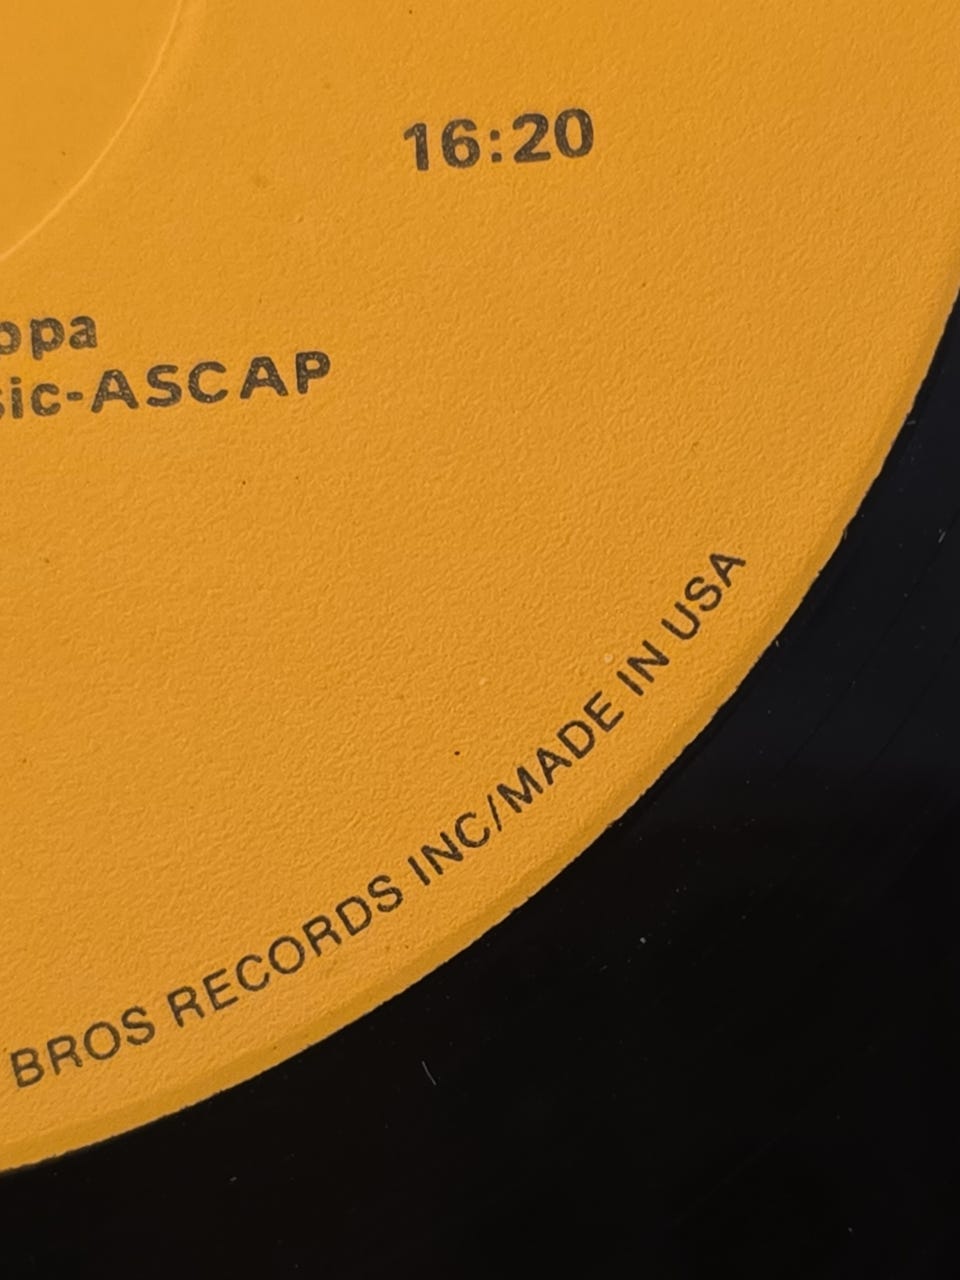 16:20
opa
sic-ASCAP
BROS RECORDS INC/MADE IN USA